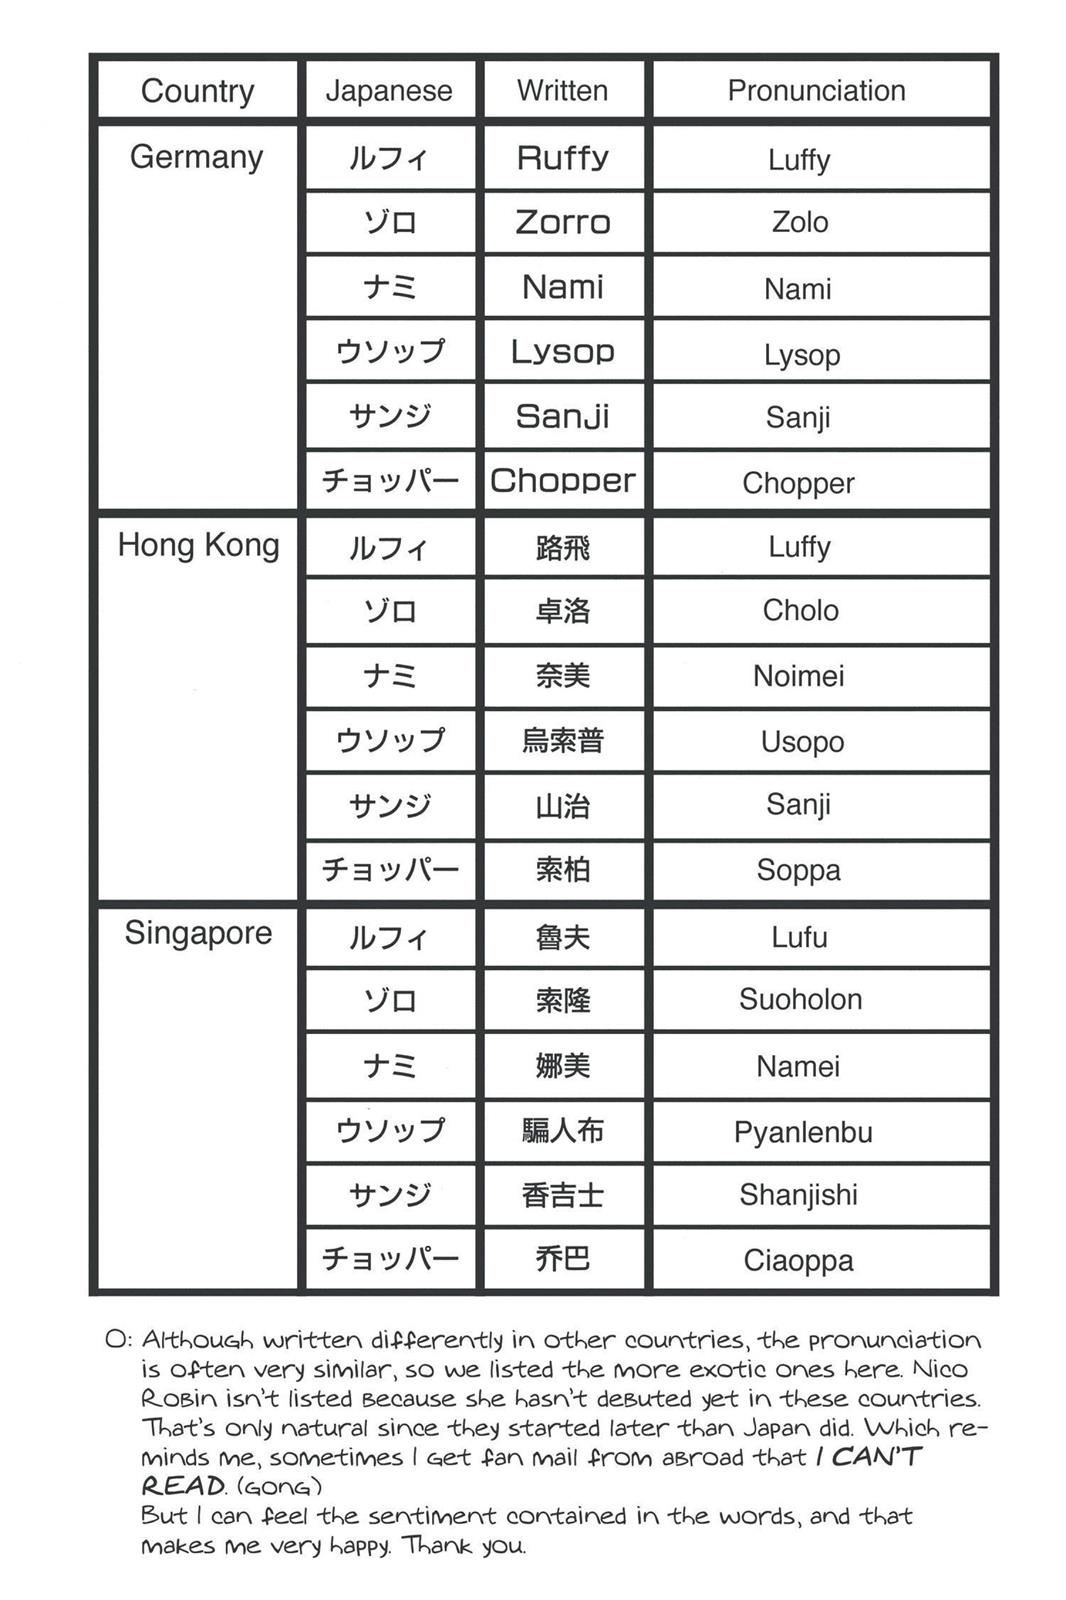 Country Japanese Written Pronunciation
Germany ルフィ Ruffy Luffy
ゾロ Zorro Zolo
ナミ Nami Nami
ウソップ Lysop Lysop
サンジ Sanji Sanji
チョッパー Chopper Chopper
Hong Kong ルフィ 路飛 Luffy
ゾロ 卓洛 Cholo
ナミ 奈美 Noimei
ウソップ 烏索普 Usopo
サンジ 山治 Sanji
チョッパー 索柏 Soppa
Singapore ルフィ 魯夫 Lufu
ゾロ 索隆 Suoholon
ナミ 娜美 Namei
ウソップ 騙人布 Pyanlenbu
サンジ 香吉士 Shanjishi
チョッパー 乔巴 Ciaoppa
O: Although written differently in other countries, the pronunciation
is often very similar, so we listed the more exotic ones here. Nico
Robin isn't listed because she hasn't debuted yet in these countries.
That's only natural since they started later than Japan did. Which re-
minds me, sometimes I get fan mail from abroad that I CAN'T
READ. (gong)
But I can feel the sentiment contained in the words, and that
makes me very happy. Thank you.